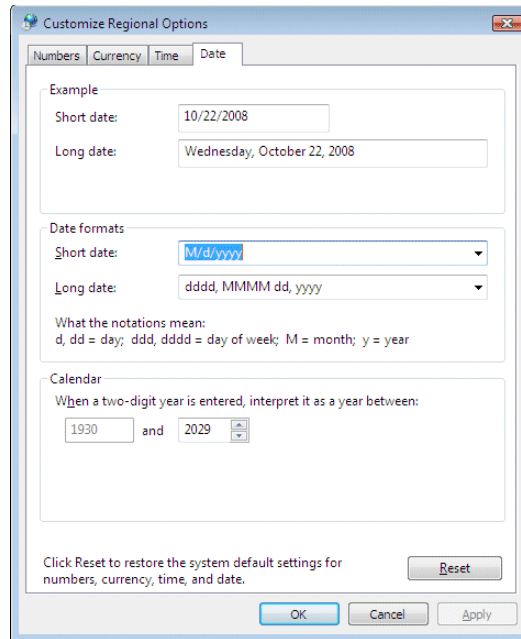 Customize Regional Options
Numbers Currency Time Date
Example
Short date: 10/22/2008
Long date: Wednesday, October 22, 2008
Date formats
Short date: M/d/yyyy
Long date: dddd, MMMM dd, yyyy
What the notations mean:
d, dd = day; ddd, dddd = day of week; M = month; y = year
Calendar
When a two-digit year is entered, interpret it as a year between:
1930 and 2029
Click Reset to restore the system default settings for
numbers, currency, time, and date.
Reset
OK Cancel Apply